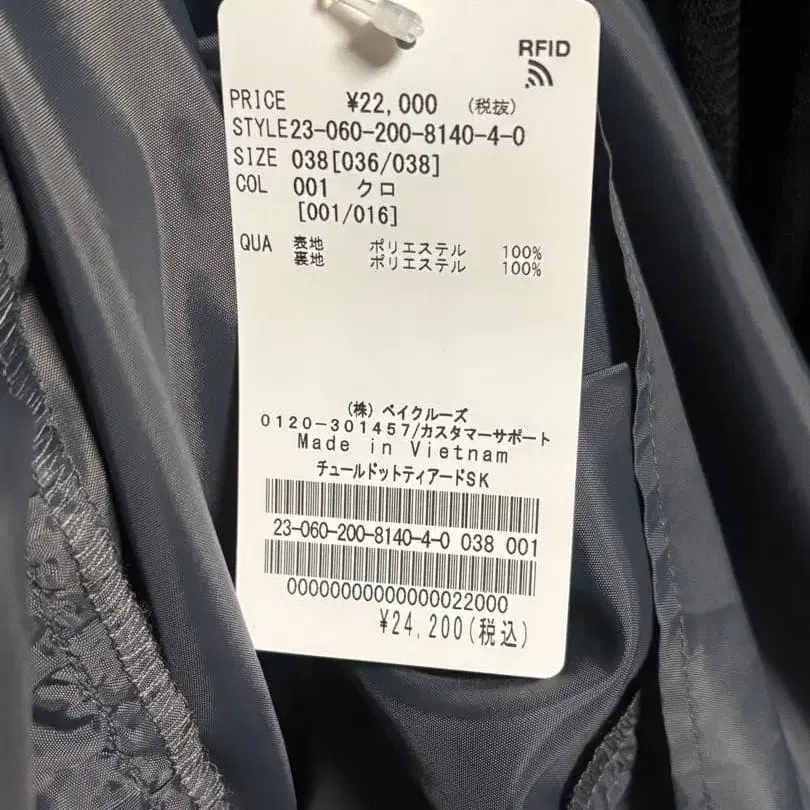 RFID
PRICE ¥22,000 (税抜)
STYLE23-060-200-8140-4-0
SIZE 038[036/038]
COL 001 クロ
[001/016]
QUA 表地 ポリエステル 100%
裏地 ポリエステル 100%
(株) ベイクルーズ
0120-301457/カスタマーサポート
Made in Vietnam
チュールドットティアードSK
23-060-200-8140-4-0 038 001
00000000000000022000
¥24,200(税込)